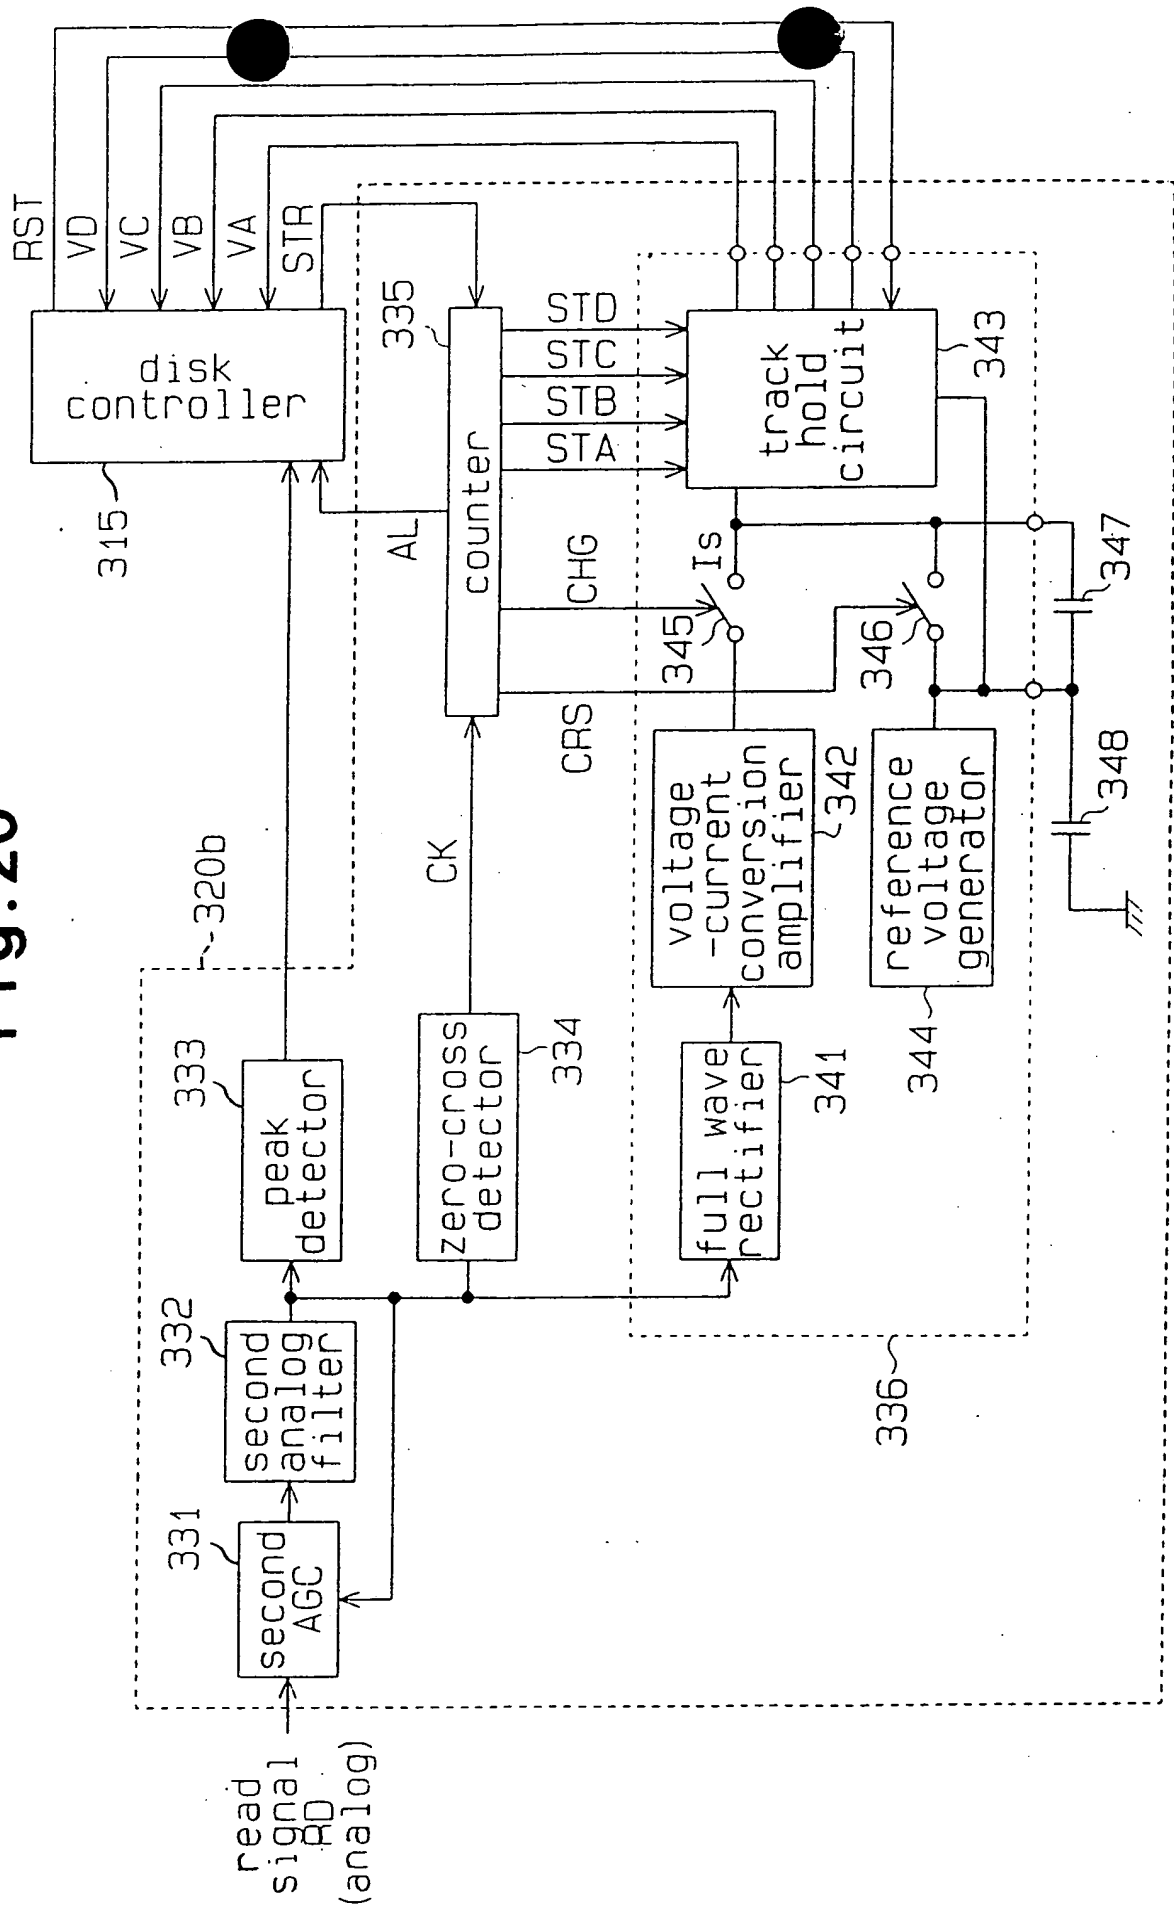 Fig.20
read
signal
RD
(analog)
331
second
AGC
332
second
analog
filter
333
peak
detector
320b
315
disk
controller
RST
VD
VC
VB
VA
STR
334
zero-cross
detector
CK
AL
counter
335
CRS
CHG
STA
STB
STC
STD
336
full wave
rectifier
341
voltage
-current
conversion
amplifier
342
345
Is
track
hold
circuit
343
344
reference
voltage
generator
346
348
347